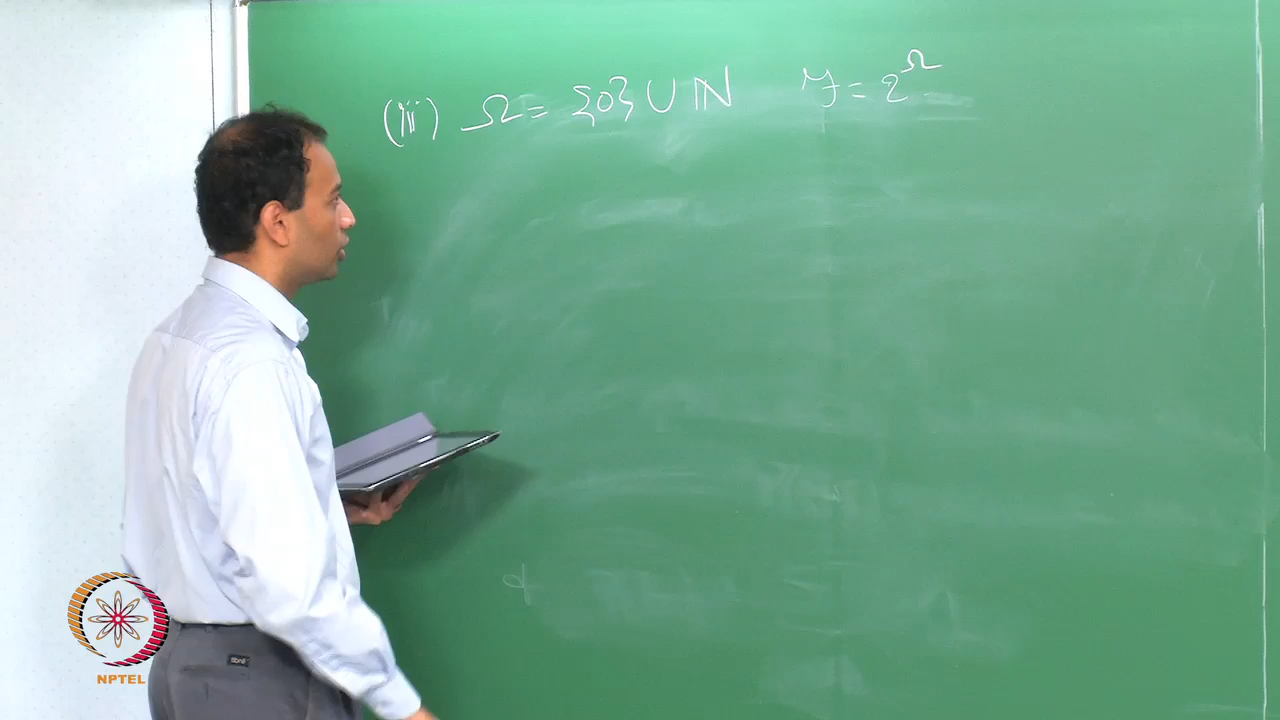 (iii) Ω = {0} ∪ ℕ   ℱ = 2^Ω
NPTEL